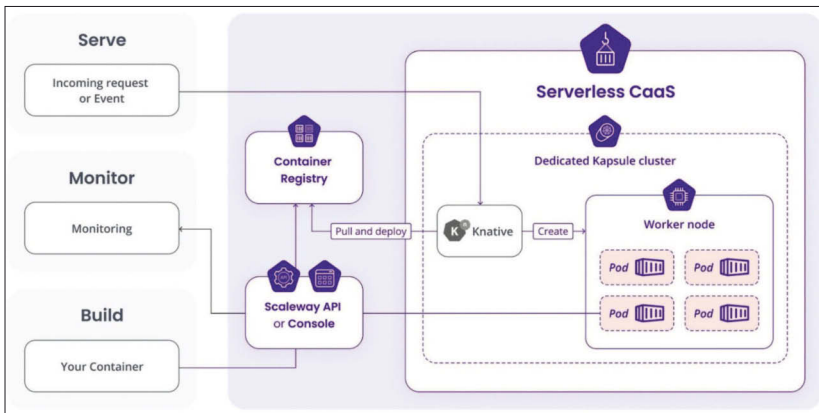 Serve
Incoming request
or Event
Monitor
Monitoring
Build
Your Container
Container
Registry
Scaleway API
or Console
Pull and deploy
Serverless CaaS
Dedicated Kapsule cluster
K Knative
Create
Worker node
Pod
Pod
Pod
Pod